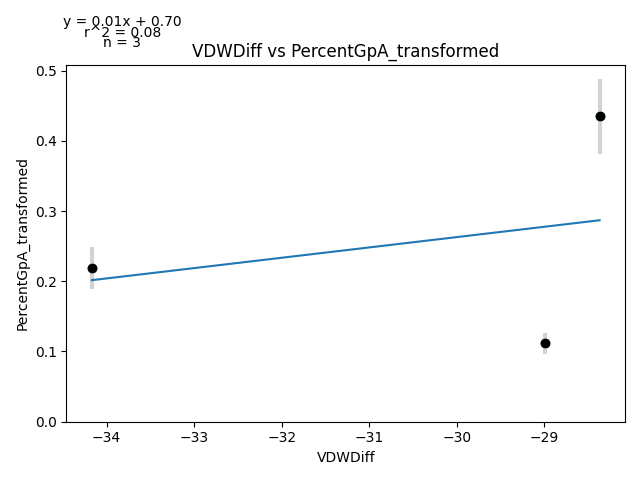 y = 0.01x + 0.70
r^2 = 0.08
n = 3
VDWDiff vs PercentGpA_transformed
PercentGpA_transformed
0.5
0.4
0.3
0.2
0.1
0.0
−34
−33
−32
−31
−30
−29
VDWDiff